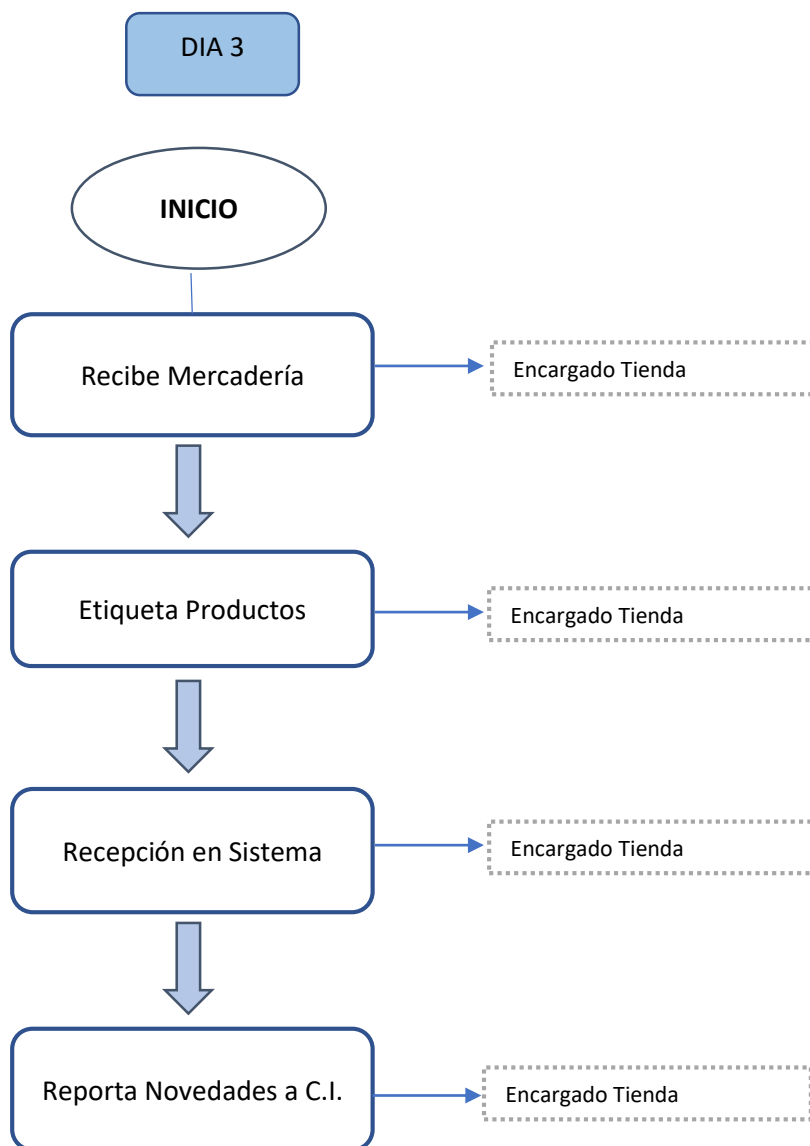 DIA 3
INICIO
Recibe Mercadería
Encargado Tienda
Etiqueta Productos
Encargado Tienda
Recepción en Sistema
Encargado Tienda
Reporta Novedades a C.I.
Encargado Tienda